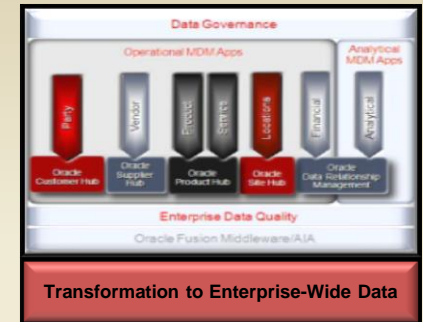 Data Governance
Operational MDM Apps
Analytical
MDM Apps
Party
Vendor
Product
Service
Locations
Financial
Analytical
Oracle
Customer Hub
Oracle
Supplier
Hub
Oracle
Product Hub
Oracle
Site Hub
Oracle
Data Relationship
Management
Enterprise Data Quality
Oracle Fusion Middleware/AIA
Transformation to Enterprise-Wide Data